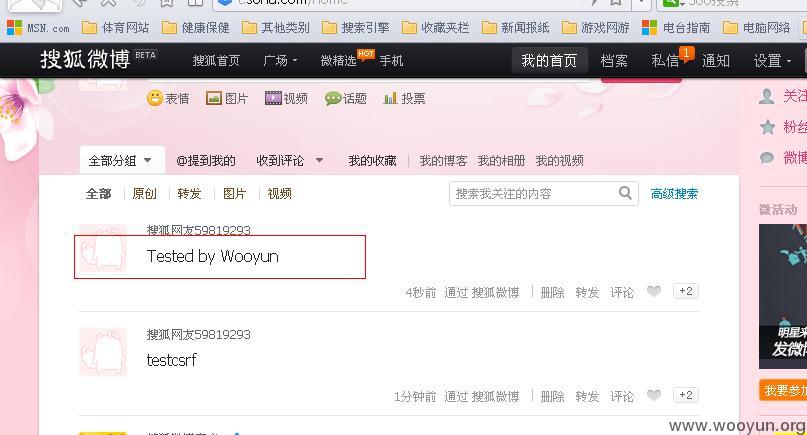 t.sohu.com/home
360搜索
MSN.com 体育网站 健康保健 其他类别 搜索引擎 收藏夹栏 新闻报纸 游戏网游 电台指南 电脑网络
搜狐微博 BETA 搜狐首页 广场 微精选 HOT 手机 我的首页 档案 私信 1 通知 设置
表情 图片 视频 话题 投票
关注
粉丝
微博
全部分组 @提到我的 收到评论 我的收藏 我的博客 我的相册 我的视频
全部 原创 转发 图片 视频 搜索我关注的内容 高级搜索
微活动
搜狐网友59819293
Tested by Wooyun
4秒前 通过 搜狐微博 删除 转发 评论 +2
搜狐网友59819293
testcsrf
1分钟前 通过 搜狐微博 删除 转发 评论 +2
明星来
发微博
我要参加
www.wooyun.org